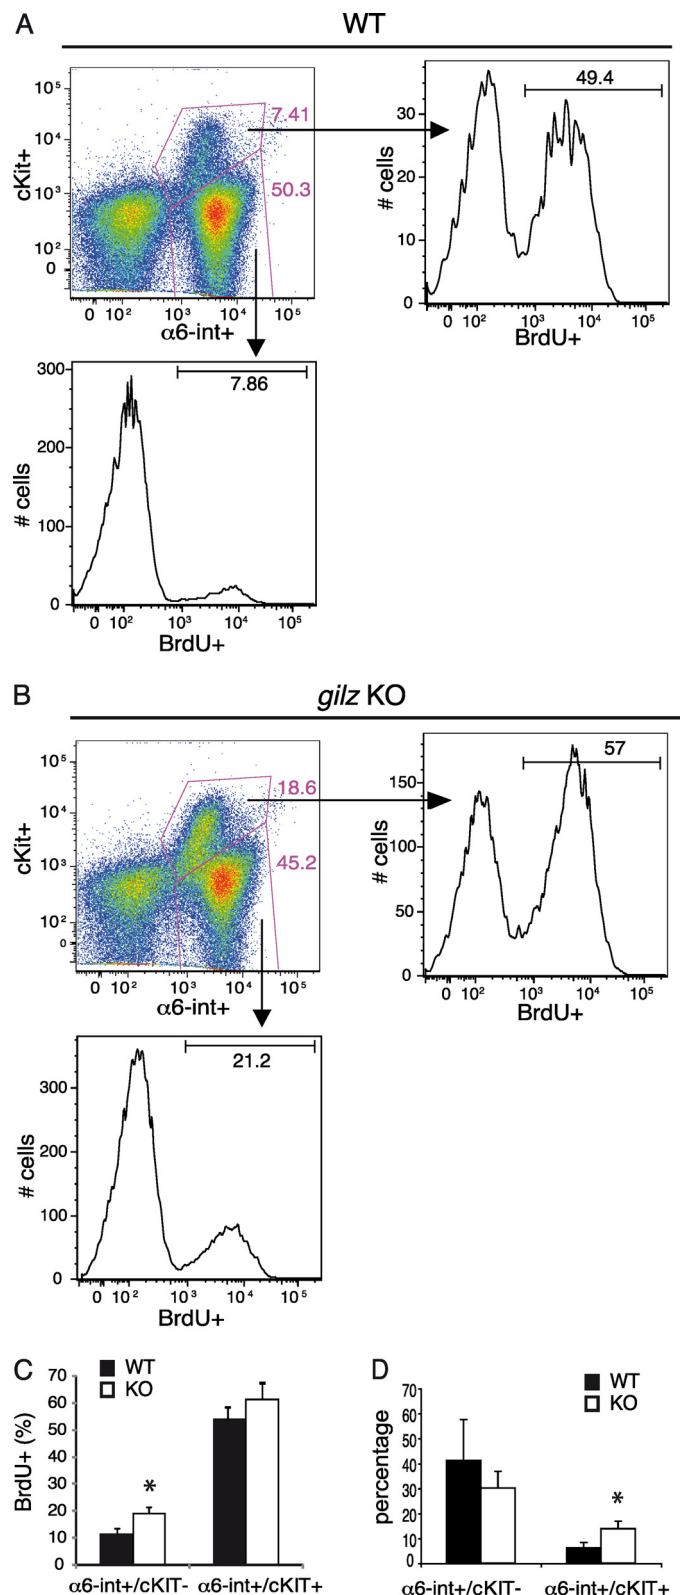 A
WT
10⁵
10⁴
10³
10²
0
cKit+
7.41
50.3
0 10² 10³ 10⁴ 10⁵
α6-int+
49.4
30
20
10
0
# cells
0 10² 10³ 10⁴ 10⁵
BrdU+
7.86
300
200
100
0
# cells
0 10² 10³ 10⁴ 10⁵
BrdU+
B
gilz KO
10⁵
10⁴
10³
10²
0
cKit+
18.6
45.2
0 10² 10³ 10⁴ 10⁵
α6-int+
57
150
100
50
0
# cells
0 10² 10³ 10⁴ 10⁵
BrdU+
21.2
300
200
100
0
# cells
0 10² 10³ 10⁴ 10⁵
BrdU+
C
WT
KO
70
60
50
40
30
20
10
0
BrdU+ (%)
*
α6-int+/cKIT- α6-int+/cKIT+
D
WT
KO
70
60
50
40
30
20
10
0
percentage
*
α6-int+/cKIT- α6-int+/cKIT+